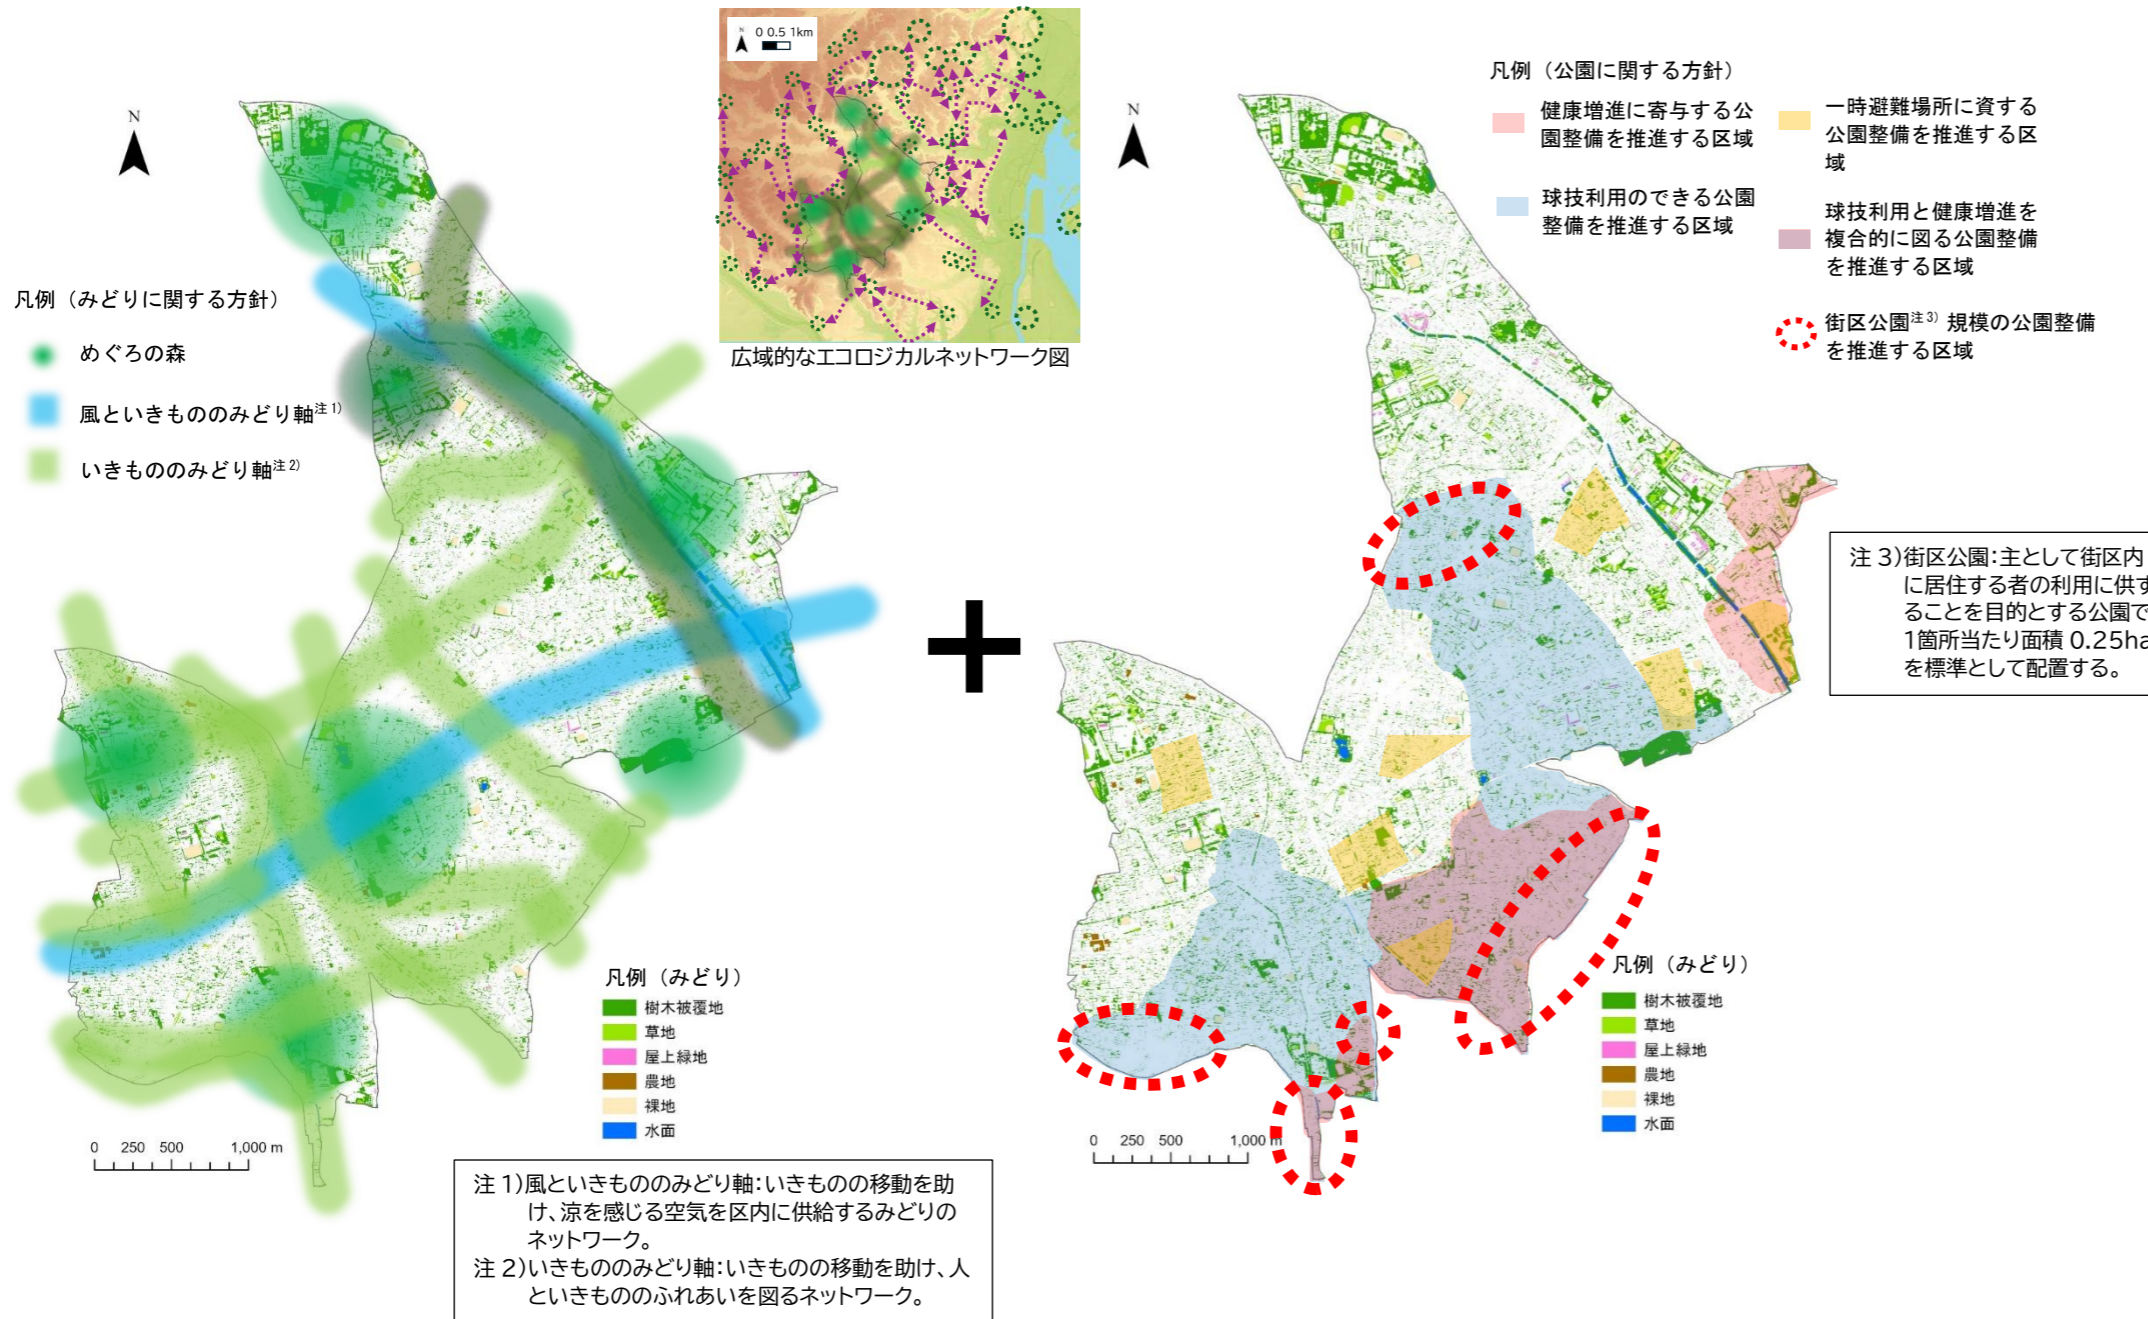 N
凡例（みどりに関する方針）
めぐろの森
風といきもののみどり軸注1)
いきもののみどり軸注2)
N
0 0.5 1km
広域的なエコロジカルネットワーク図
凡例（みどり）
樹木被覆地
草地
屋上緑地
農地
裸地
水面
0 250 500 1,000 m
注 1)風といきもののみどり軸:いきものの移動を助
け、涼を感じる空気を区内に供給するみどりの
ネットワーク。
注 2)いきもののみどり軸:いきものの移動を助け、人
といきもののふれあいを図るネットワーク。
+
N
凡例（公園に関する方針）
健康増進に寄与する公
園整備を推進する区域
球技利用のできる公園
整備を推進する区域
一時避難場所に資する
公園整備を推進する区
域
球技利用と健康増進を
複合的に図る公園整備
を推進する区域
街区公園注3) 規模の公園整備
を推進する区域
注 3)街区公園:主として街区内
に居住する者の利用に供す
ることを目的とする公園で
1箇所当たり面積 0.25ha
を標準として配置する。
凡例（みどり）
樹木被覆地
草地
屋上緑地
農地
裸地
水面
0 250 500 1,000 m